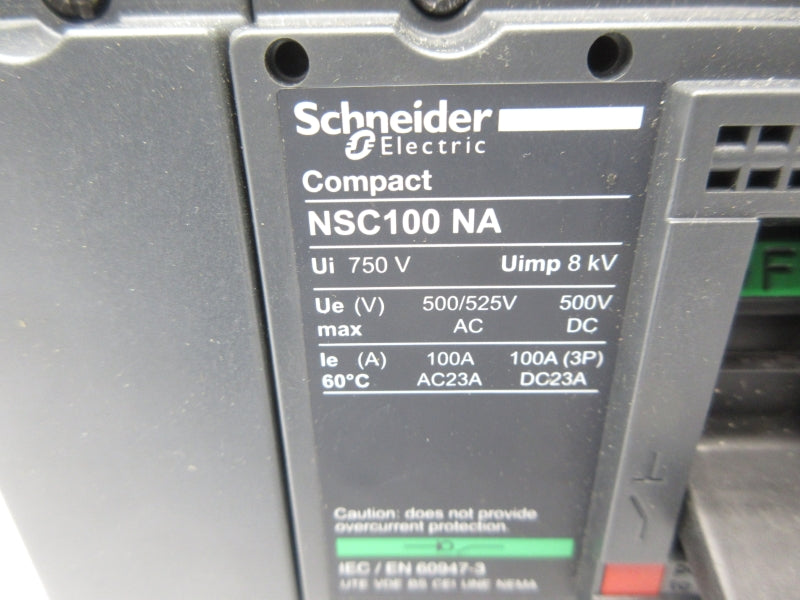 Schneider
Electric
Compact
NSC100 NA
Ui 750 V Uimp 8 kV
Ue (V) 500/525V 500V
max AC DC
Ie (A) 100A 100A (3P)
60°C AC23A DC23A
Caution: does not provide
overcurrent protection.
IEC / EN 60947-3
UTE VDE BS CEI UNE NEMA
F